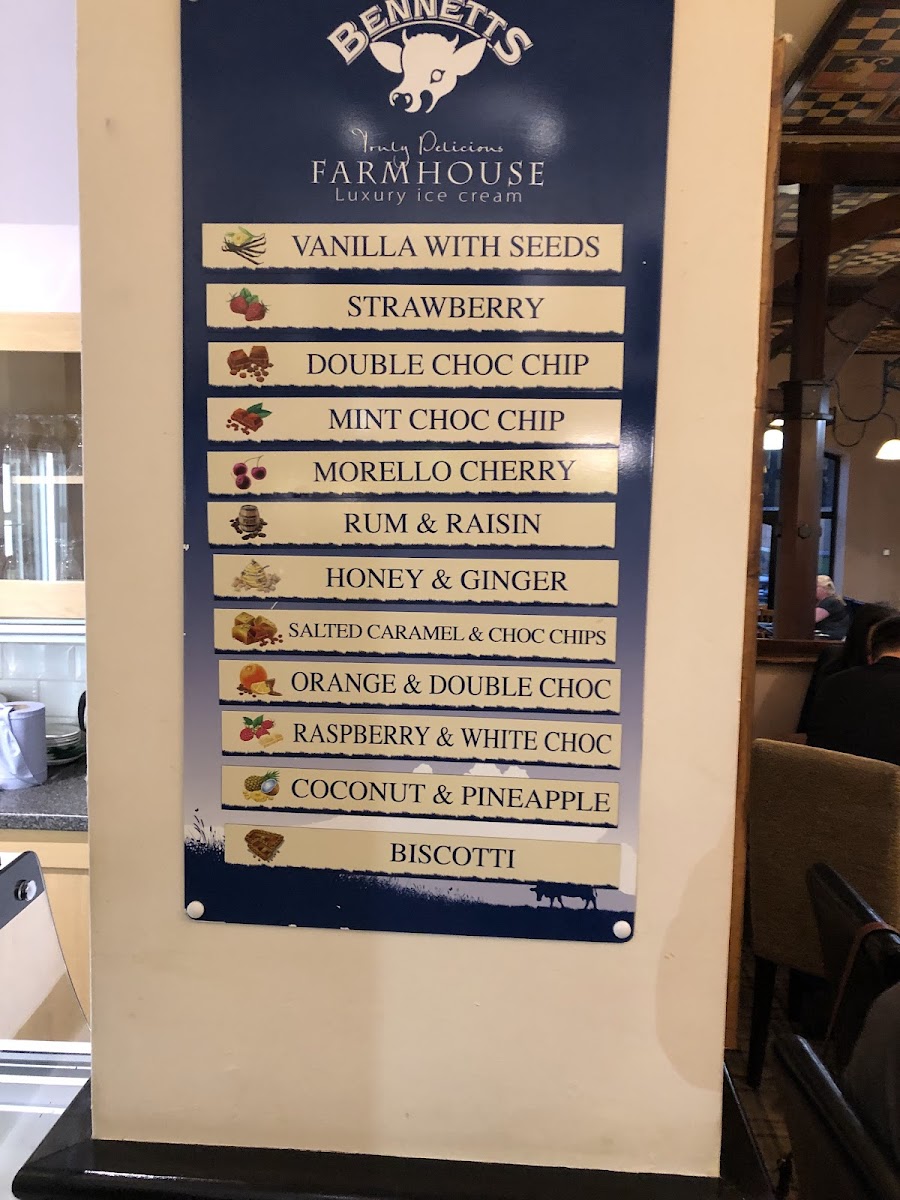 BENNETTS
Truly Delicious
FARMHOUSE
Luxury ice cream
VANILLA WITH SEEDS
STRAWBERRY
DOUBLE CHOC CHIP
MINT CHOC CHIP
MORELLO CHERRY
RUM & RAISIN
HONEY & GINGER
SALTED CARAMEL & CHOC CHIPS
ORANGE & DOUBLE CHOC
RASPBERRY & WHITE CHOC
COCONUT & PINEAPPLE
BISCOTTI